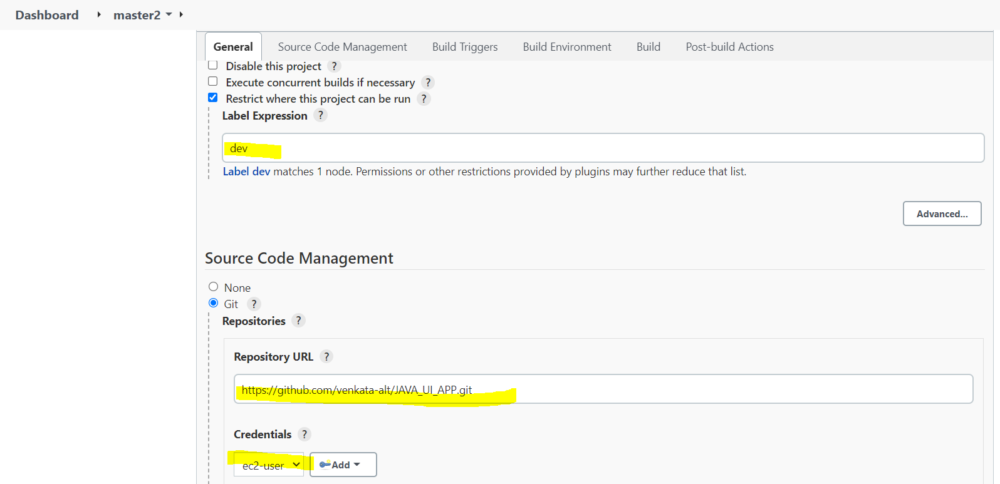 Dashboard master2
General Source Code Management Build Triggers Build Environment Build Post-build Actions
Disable this project ?
Execute concurrent builds if necessary ?
Restrict where this project can be run ?
Label Expression ?
dev
Label dev matches 1 node. Permissions or other restrictions provided by plugins may further reduce that list.
Advanced...
Source Code Management
None
Git ?
Repositories ?
Repository URL ?
https://github.com/venkata-alt/JAVA_UI_APP.git
Credentials ?
ec2-user Add